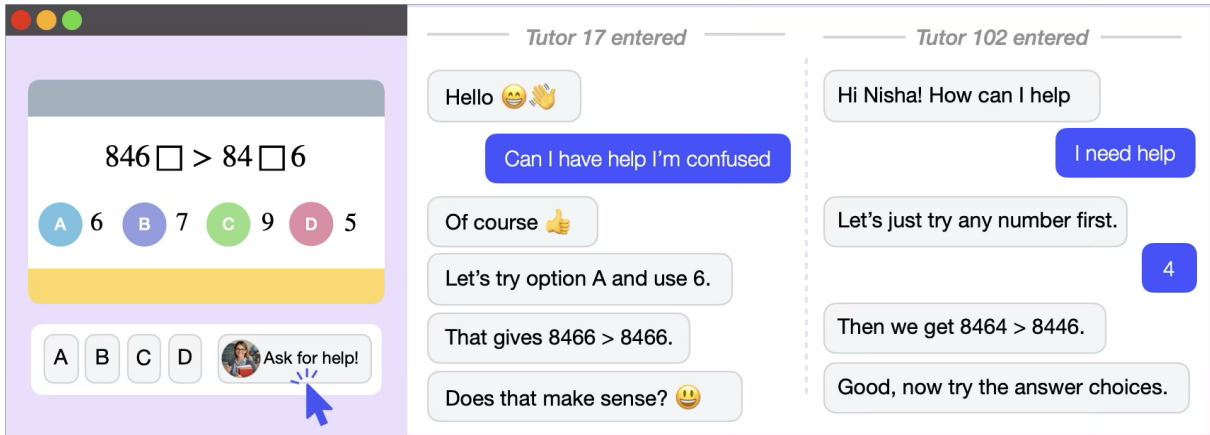 846□ > 84□6
A 6 B 7 C 9 D 5
A B C D Ask for help!
Tutor 17 entered
Hello 😁👋
Can I have help I’m confused
Of course 👍
Let’s try option A and use 6.
That gives 8466 > 8466.
Does that make sense? 😃
Tutor 102 entered
Hi Nisha! How can I help
I need help
Let’s just try any number first.
4
Then we get 8464 > 8446.
Good, now try the answer choices.